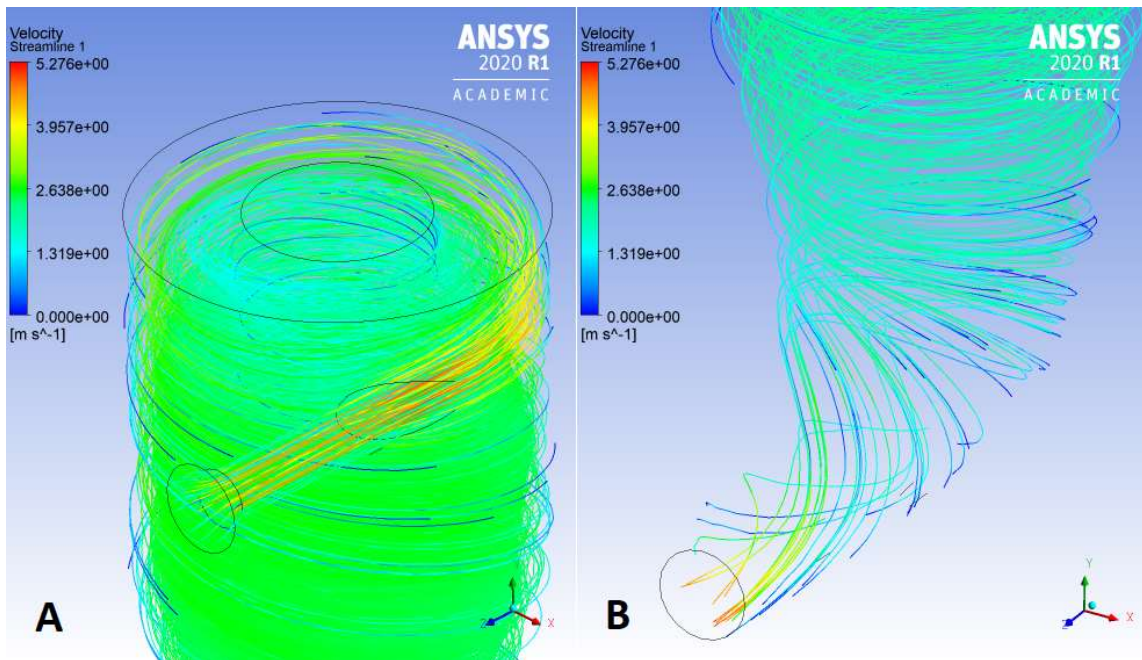 Velocity
Streamline 1
5.276e+00
3.957e+00
2.638e+00
1.319e+00
0.000e+00
[m s^-1]
ANSYS
2020 R1
ACADEMIC
Z
X
A
Velocity
Streamline 1
5.276e+00
3.957e+00
2.638e+00
1.319e+00
0.000e+00
[m s^-1]
ANSYS
2020 R1
ACADEMIC
Y
Z
X
B